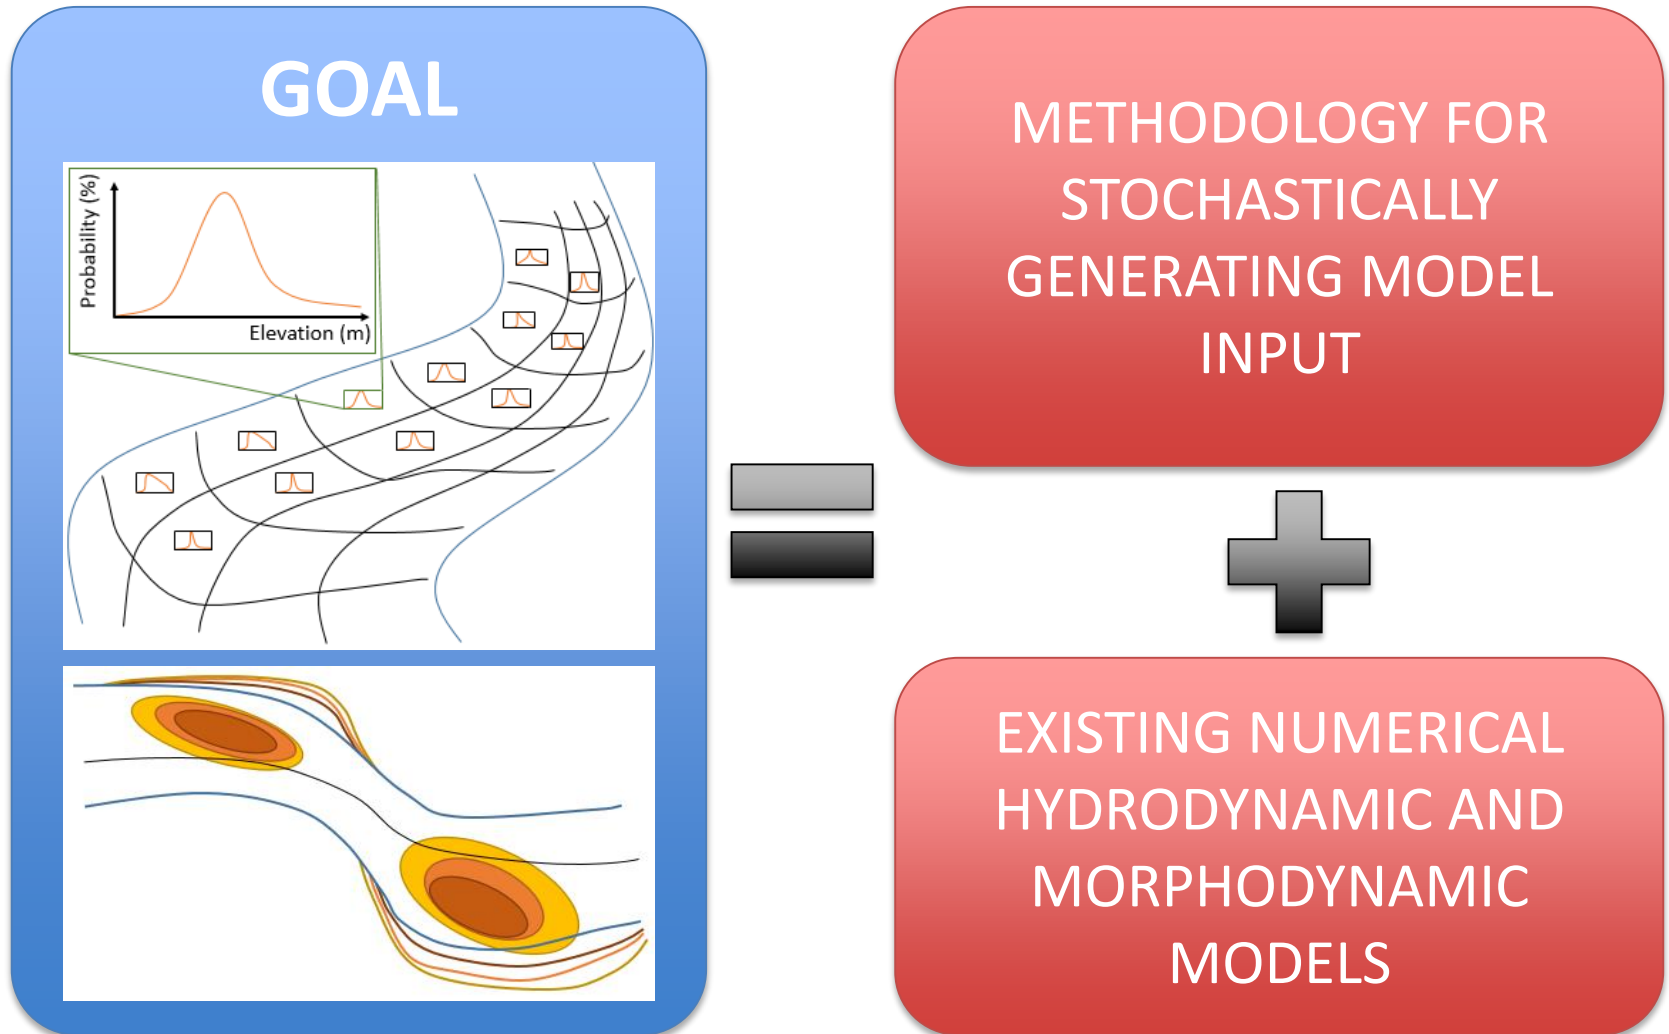 GOAL
Probability (%)
Elevation (m)
METHODOLOGY FOR
STOCHASTICALLY
GENERATING MODEL
INPUT
EXISTING NUMERICAL
HYDRODYNAMIC AND
MORPHODYNAMIC
MODELS